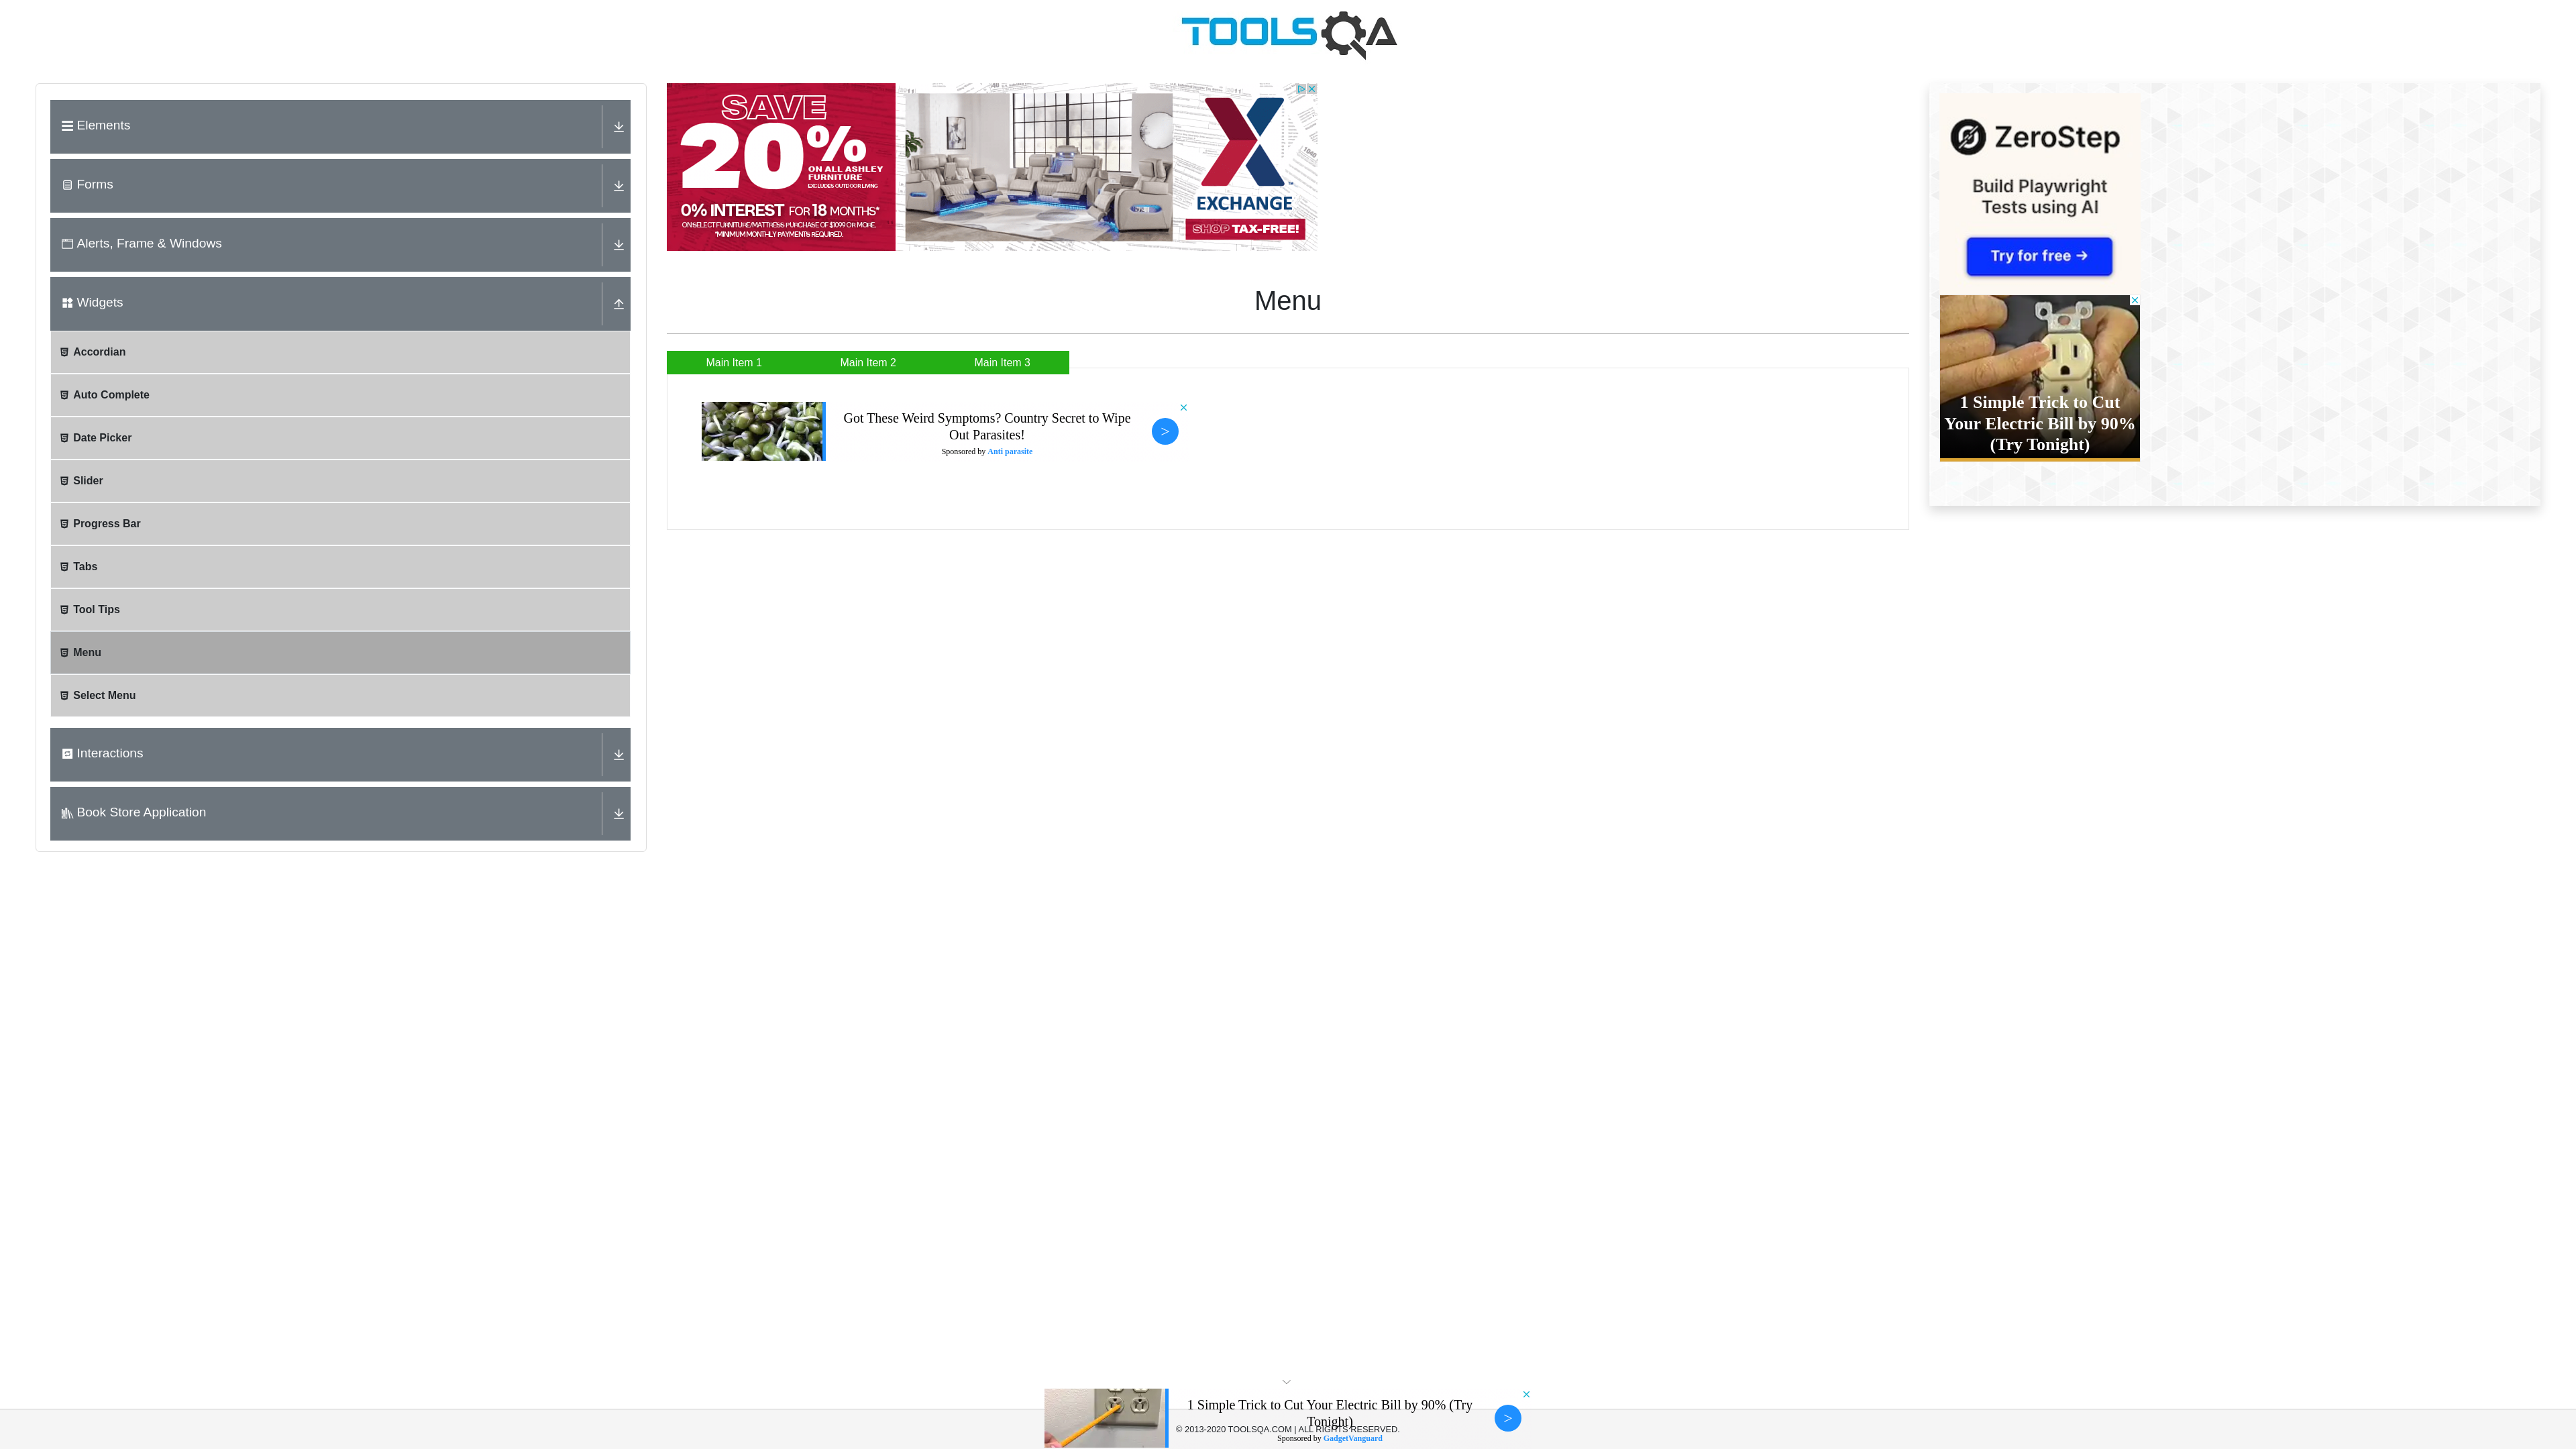 TOOLSQA
Elements
Forms
Alerts, Frame & Windows
Widgets
Accordian
Auto Complete
Date Picker
Slider
Progress Bar
Tabs
Tool Tips
Menu
Select Menu
Interactions
Book Store Application
SAVE
20%
ON ALL ASHLEY
FURNITURE
EXCLUDES OUTDOOR LIVING
0% INTEREST FOR 18 MONTHS*
ON SELECT FURNITURE/MATTRESS PURCHASE OF $1099 OR MORE.
*MINIMUM MONTHLY PAYMENTS REQUIRED.
X
EXCHANGE
SHOP TAX-FREE!
Menu
Main Item 1
Main Item 2
Main Item 3
Got These Weird Symptoms? Country Secret to Wipe
Out Parasites!
Sponsored by Anti parasite
>
ZeroStep
Build Playwright
Tests using AI
Try for free →
1 Simple Trick to Cut
Your Electric Bill by 90%
(Try Tonight)
1 Simple Trick to Cut Your Electric Bill by 90% (Try
Tonight)
Sponsored by GadgetVanguard
>
© 2013-2020 TOOLSQA.COM | ALL RIGHTS RESERVED.